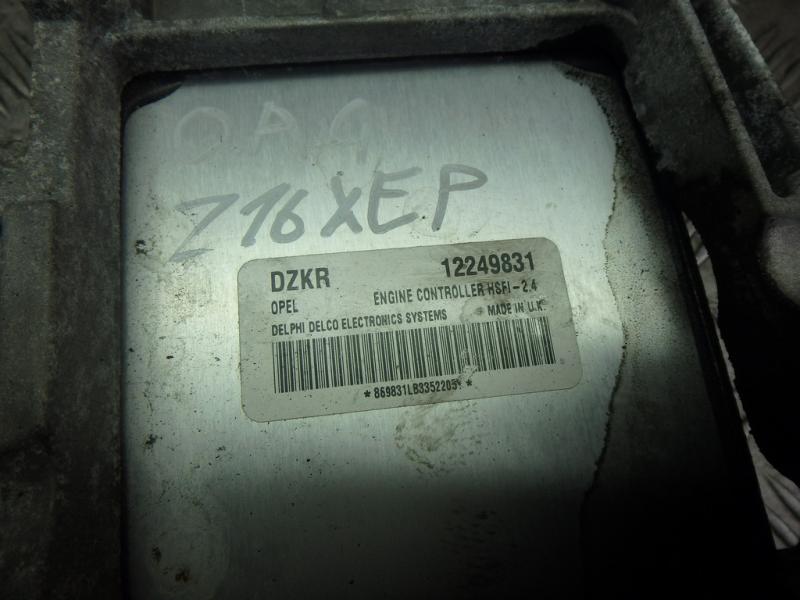 Z16XEP
DZKR 12249831
OPEL ENGINE CONTROLLER HSFI-2.4
DELPHI DELCO ELECTRONICS SYSTEMS MADE IN U.K.